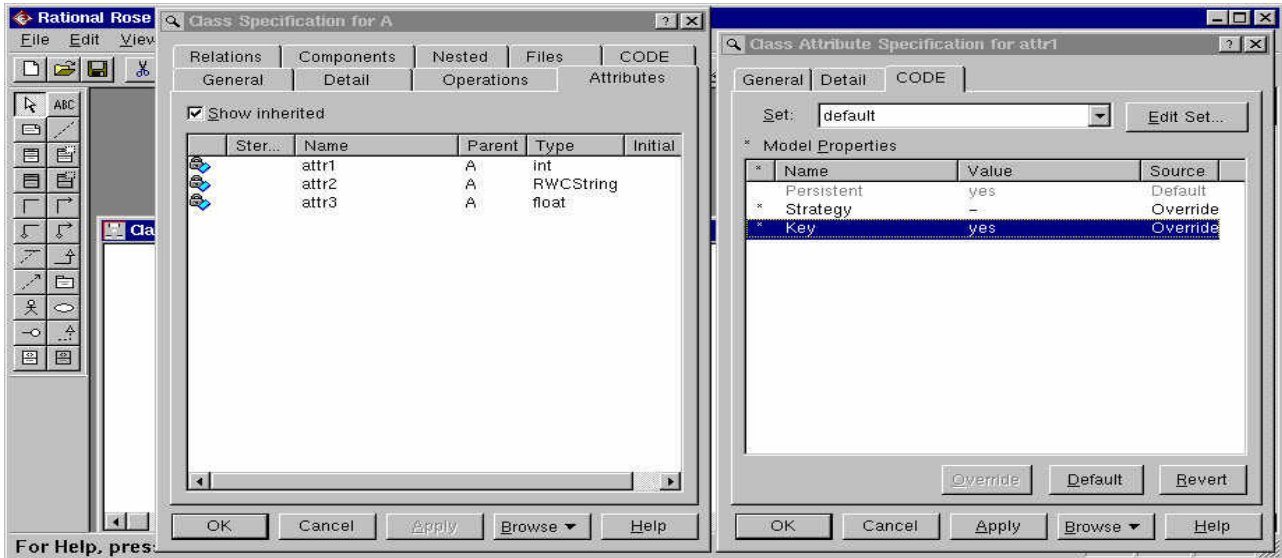 Rational Rose
File Edit View
ABC
Cla
For Help, pres
Class Specification for A
Relations Components Nested Files CODE
General Detail Operations Attributes
Show inherited
Ster... Name Parent Type Initial
attr1 A int
attr2 A RWCString
attr3 A float
OK Cancel Apply Browse Help
Class Attribute Specification for attr1
General Detail CODE
Set: default Edit Set...
* Model Properties
* Name Value Source
Persistent yes Default
* Strategy – Override
* Key yes Override
Override Default Revert
OK Cancel Apply Browse Help